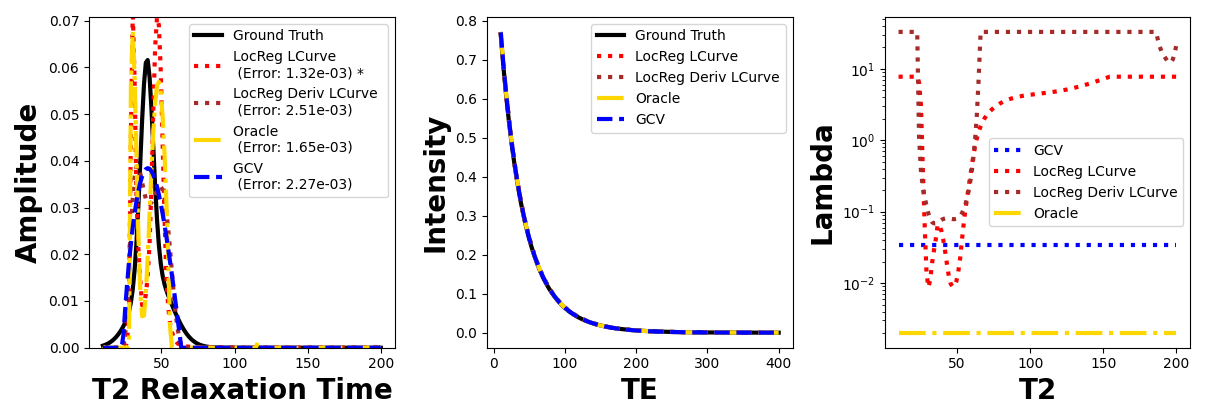 0.07
0.06
0.05
0.04
0.03
0.02
0.01
0.00
50
100
150
200
Amplitude
T2 Relaxation Time
Ground Truth
LocReg LCurve
(Error: 1.32e-03) *
LocReg Deriv LCurve
(Error: 2.51e-03)
Oracle
(Error: 1.65e-03)
GCV
(Error: 2.27e-03)
0.8
0.7
0.6
0.5
0.4
0.3
0.2
0.1
0.0
0
100
200
300
400
Intensity
TE
Ground Truth
LocReg LCurve
LocReg Deriv LCurve
Oracle
GCV
10¹
10⁰
10⁻¹
10⁻²
50
100
150
200
Lambda
T2
GCV
LocReg LCurve
LocReg Deriv LCurve
Oracle